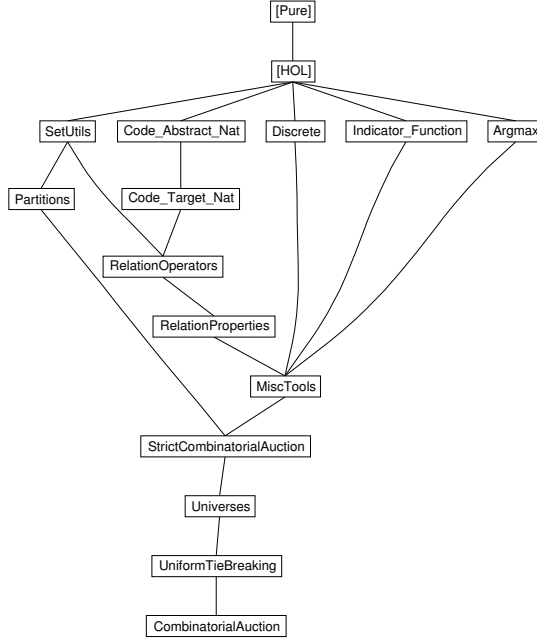 [Pure]
[HOL]
SetUtils
Code_Abstract_Nat
Discrete
Indicator_Function
Argmax
Partitions
Code_Target_Nat
RelationOperators
RelationProperties
MiscTools
StrictCombinatorialAuction
Universes
UniformTieBreaking
CombinatorialAuction